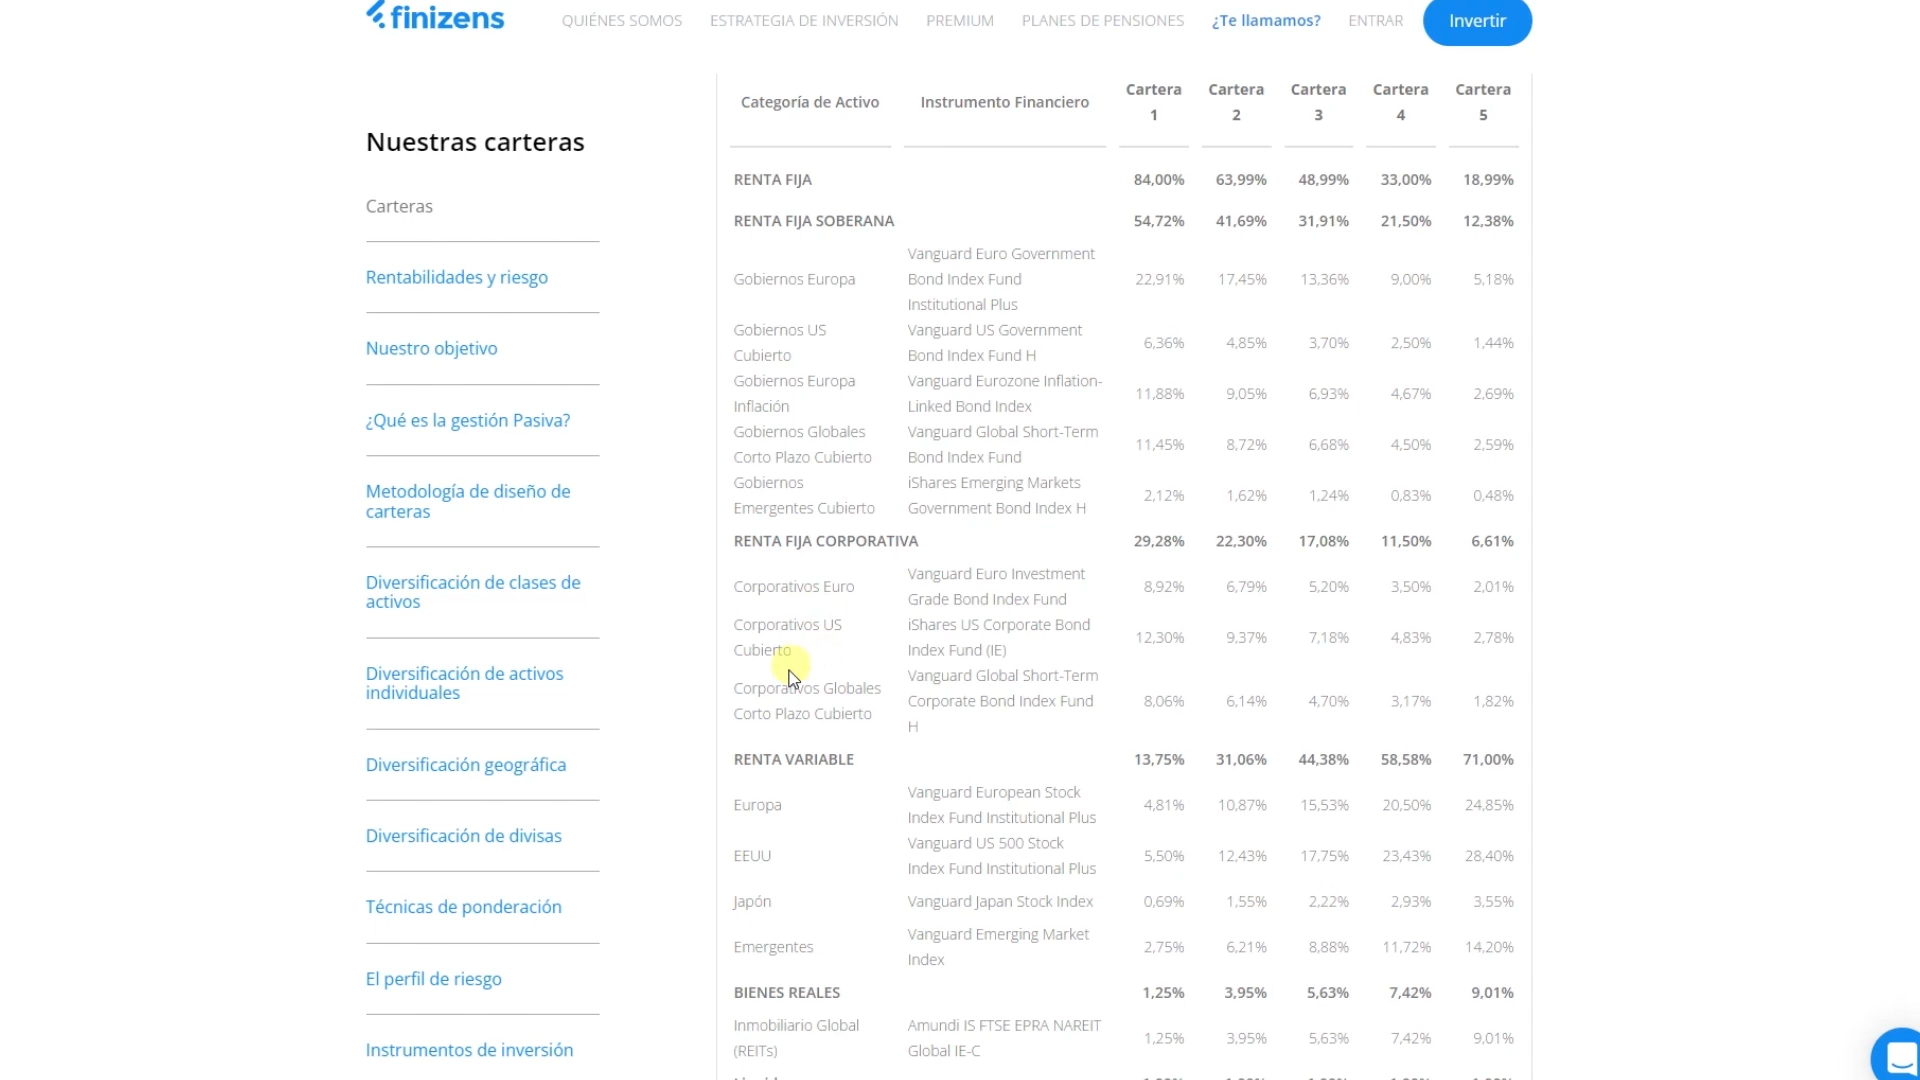 finizens
QUIÉNES SOMOS ESTRATEGIA DE INVERSIÓN PREMIUM PLANES DE PENSIONES ¿Te llamamos? ENTRAR Invertir
Nuestras carteras
Carteras
Rentabilidades y riesgo
Nuestro objetivo
¿Qué es la gestión Pasiva?
Metodología de diseño de
carteras
Diversificación de clases de
activos
Diversificación de activos
individuales
Diversificación geográfica
Diversificación de divisas
Técnicas de ponderación
El perfil de riesgo
Instrumentos de inversión
Categoría de Activo Instrumento Financiero Cartera 1 Cartera 2 Cartera 3 Cartera 4 Cartera 5
RENTA FIJA 84,00% 63,99% 48,99% 33,00% 18,99%
RENTA FIJA SOBERANA 54,72% 41,69% 31,91% 21,50% 12,38%
Gobiernos Europa Vanguard Euro Government Bond Index Fund Institutional Plus 22,91% 17,45% 13,36% 9,00% 5,18%
Gobiernos US Cubierto Vanguard US Government Bond Index Fund H 6,36% 4,85% 3,70% 2,50% 1,44%
Gobiernos Europa Inflación Vanguard Eurozone Inflation-Linked Bond Index 11,88% 9,05% 6,93% 4,67% 2,69%
Gobiernos Globales Corto Plazo Cubierto Vanguard Global Short-Term Bond Index Fund 11,45% 8,72% 6,68% 4,50% 2,59%
Gobiernos Emergentes Cubierto iShares Emerging Markets Government Bond Index H 2,12% 1,62% 1,24% 0,83% 0,48%
RENTA FIJA CORPORATIVA 29,28% 22,30% 17,08% 11,50% 6,61%
Corporativos Euro Vanguard Euro Investment Grade Bond Index Fund 8,92% 6,79% 5,20% 3,50% 2,01%
Corporativos US Cubierto iShares US Corporate Bond Index Fund (IE) 12,30% 9,37% 7,18% 4,83% 2,78%
Corporativos Globales Corto Plazo Cubierto Vanguard Global Short-Term Corporate Bond Index Fund H 8,06% 6,14% 4,70% 3,17% 1,82%
RENTA VARIABLE 13,75% 31,06% 44,38% 58,58% 71,00%
Europa Vanguard European Stock Index Fund Institutional Plus 4,81% 10,87% 15,53% 20,50% 24,85%
EEUU Vanguard US 500 Stock Index Fund Institutional Plus 5,50% 12,43% 17,75% 23,43% 28,40%
Japón Vanguard Japan Stock Index 0,69% 1,55% 2,22% 2,93% 3,55%
Emergentes Vanguard Emerging Market Index 2,75% 6,21% 8,88% 11,72% 14,20%
BIENES REALES 1,25% 3,95% 5,63% 7,42% 9,01%
Inmobiliario Global (REITs) Amundi IS FTSE EPRA NAREIT Global IE-C 1,25% 3,95% 5,63% 7,42% 9,01%